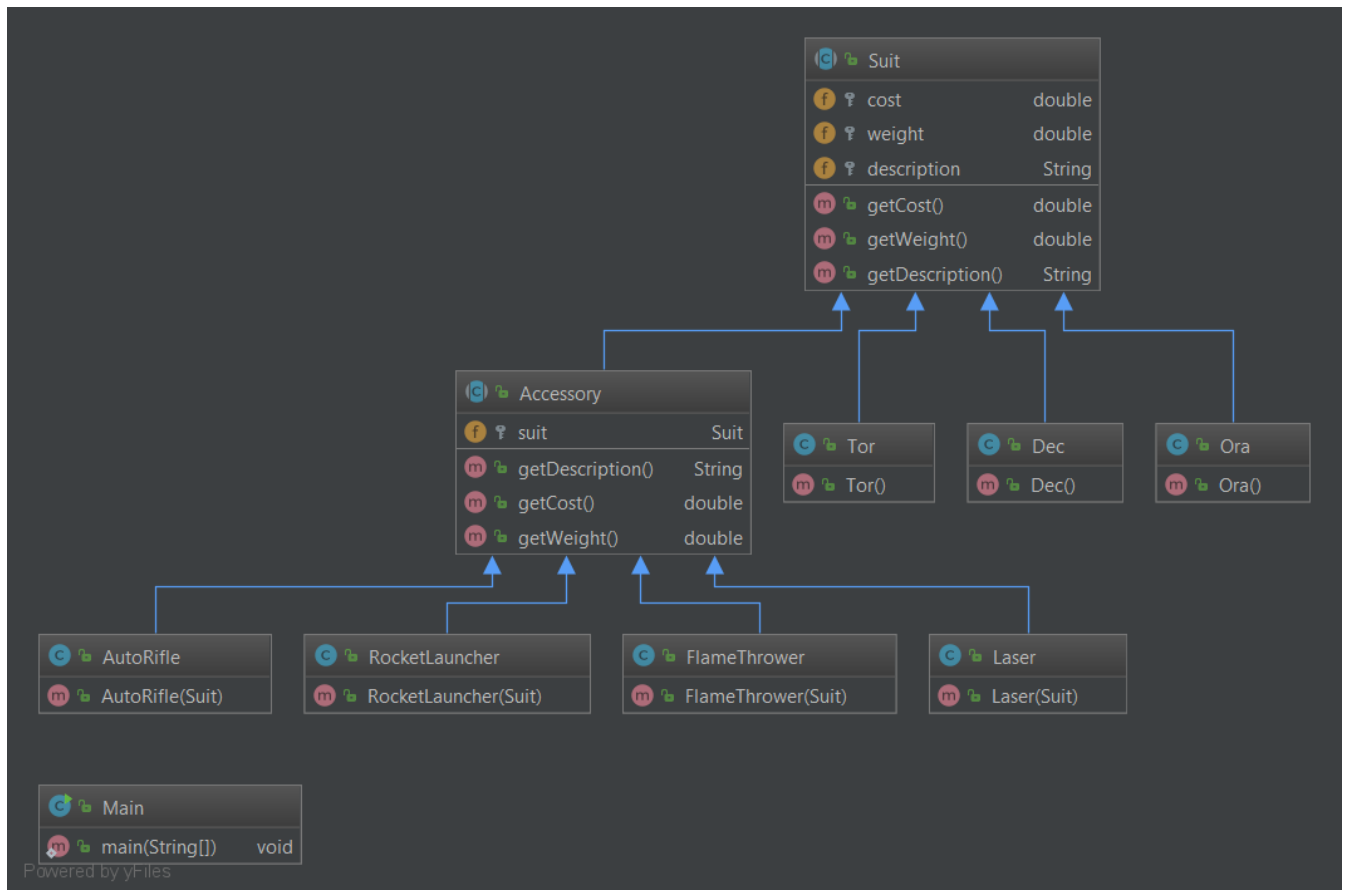 Suit
cost double
weight double
description String
getCost() double
getWeight() double
getDescription() String
Accessory
suit Suit
getDescription() String
getCost() double
getWeight() double
Tor
Tor()
Dec
Dec()
Ora
Ora()
AutoRifle
AutoRifle(Suit)
RocketLauncher
RocketLauncher(Suit)
FlameThrower
FlameThrower(Suit)
Laser
Laser(Suit)
Main
main(String[]) void
Powered by yFiles